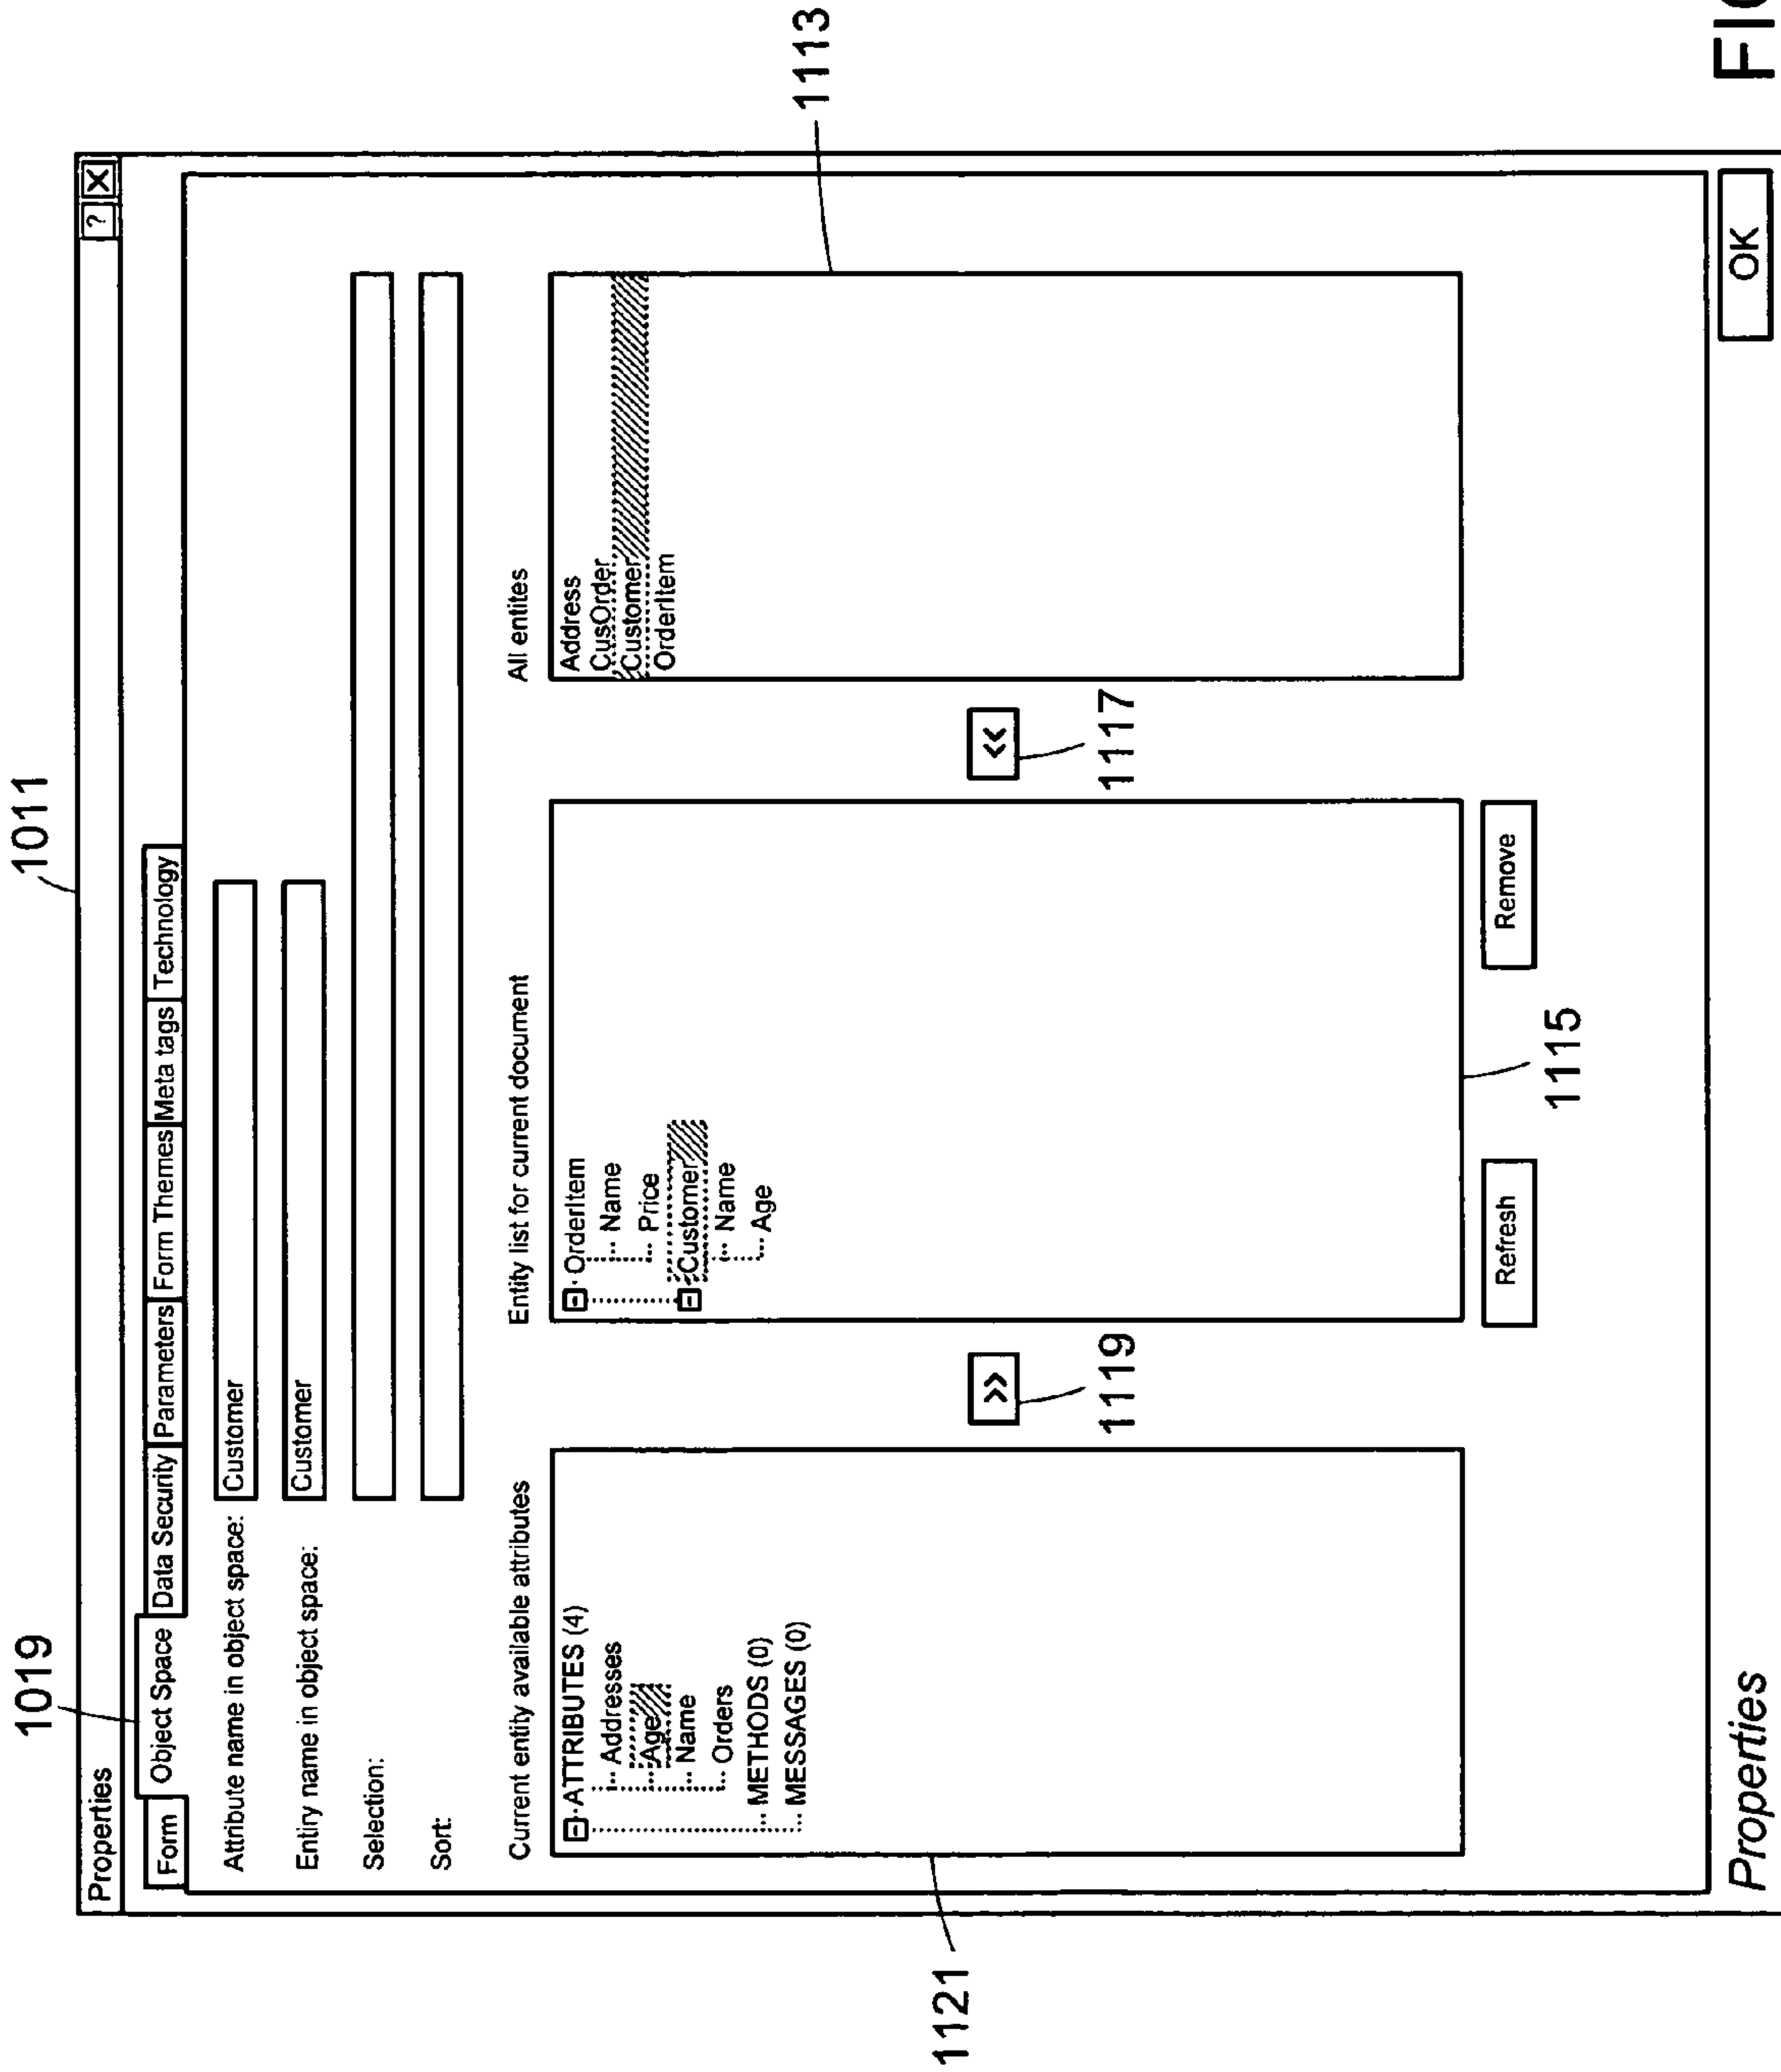 1019
1011
Properties
? X
Form Object Space Data Security Parameters Form Themes Meta tags Technology
Attribute name in object space: Customer
Entiry name in object space: Customer
Selection:
Sort:
Current entity available attributes
ATTRIBUTES (4)
Addresses
Age
Name
Orders
METHODS (0)
MESSAGES (0)
1121
>>
1119
Entity list for current document
OrderItem
Name
Price
Customer
Name
Age
Refresh
Remove
1115
<<
1117
All entites
Address
CusOrder
Customer
OrderItem
1113
Properties
OK